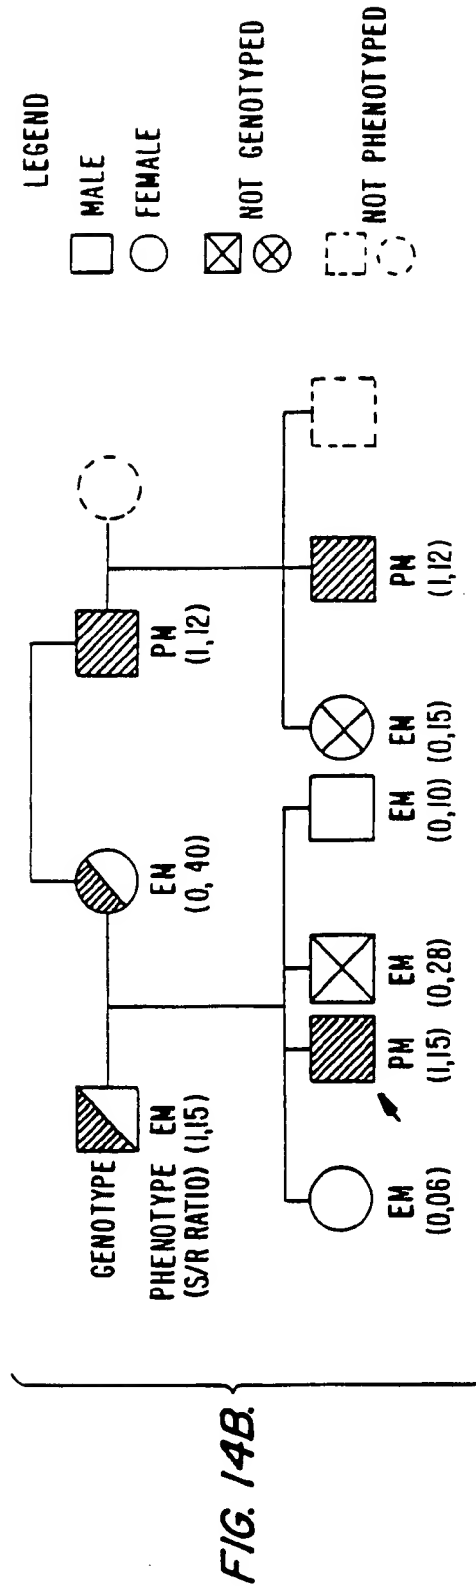 LEGEND
MALE
FEMALE
NOT GENOTYPED
NOT PHENOTYPED
GENOTYPE
PHENOTYPE EM EM PM
(S/R RATIO) (1,15) (0, 40) (1,12)
EM PM EM EM EM PM
(0,06) (1,15) (0,28) (0,10) (0,15) (1,12)
FIG. 14B.